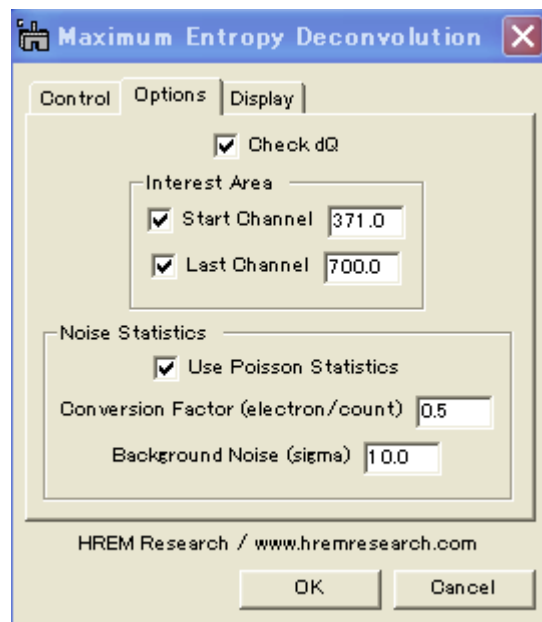 Maximum Entropy Deconvolution
Control Options Display
Check dQ
Interest Area
Start Channel 371.0
Last Channel 700.0
Noise Statistics
Use Poisson Statistics
Conversion Factor (electron/count) 0.5
Background Noise (sigma) 10.0
HREM Research / www.hremresearch.com
OK Cancel